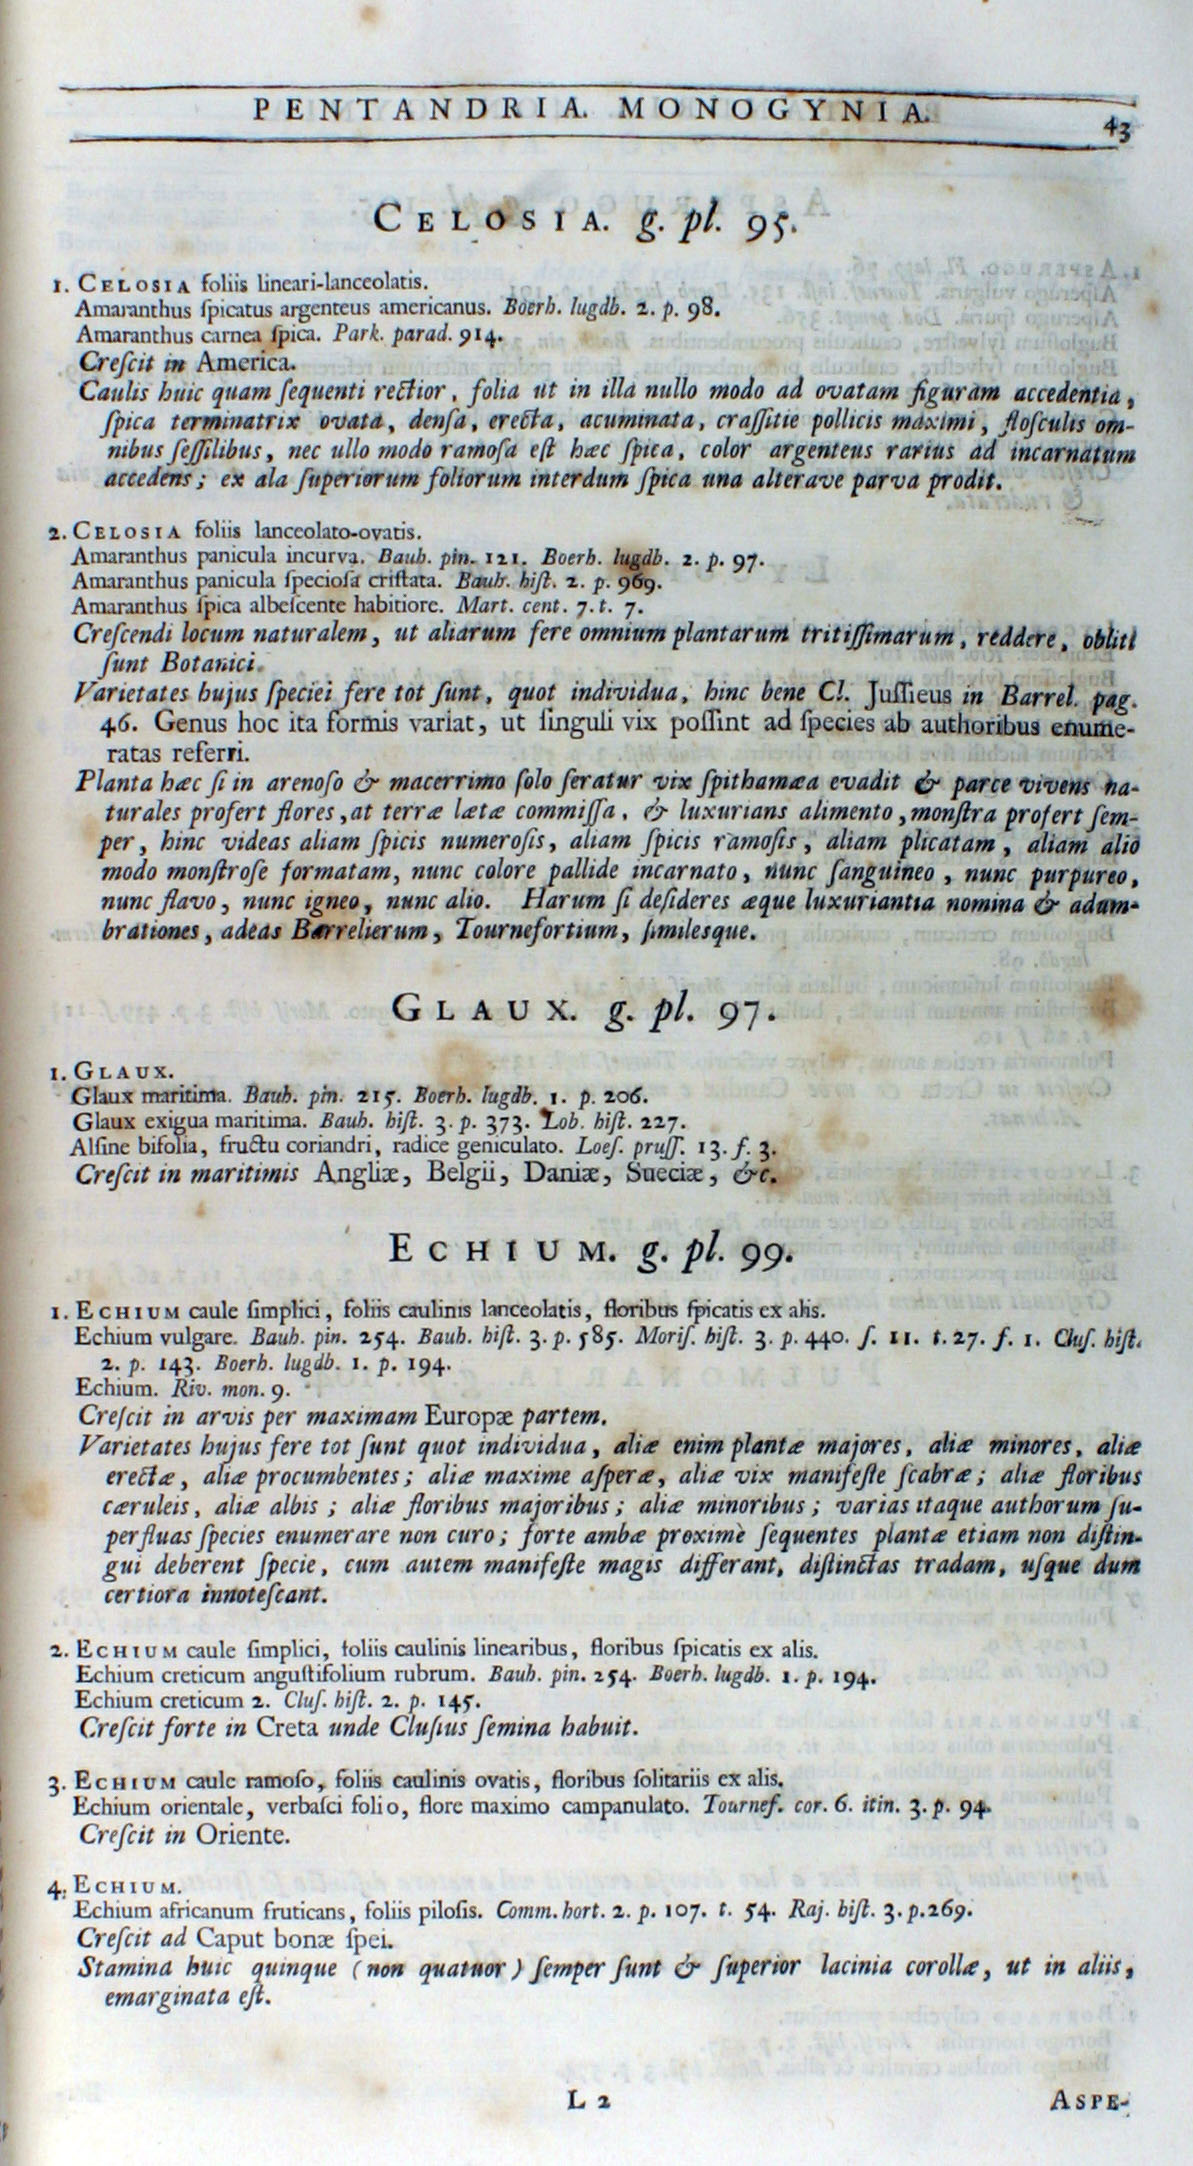 PENTANDRIA. MONOGYNIA.
43
CELOSIA. g. pl. 95.
1. CELOSIA foliis lineari-lanceolatis.
Amaranthus ſpicatus argenteus americanus. Boerh. lugdb. 2. p. 98.
Amaranthus carnea ſpica. Park. parad. 914.
Creſcit in America.
Caulis huic quam ſequenti rectior, folia ut in illa nullo modo ad ovatam figuram accedentia,
ſpica terminatrix ovata, denſa, erecta, acuminata, craſſitie pollicis maximi, floſculis om-
nibus ſeſſilibus, nec ullo modo ramoſa eſt hæc ſpica, color argenteus rarius ad incarnatum
accedens; ex ala ſuperiorum foliorum interdum ſpica una alterave parva prodit.
2. CELOSIA foliis lanceolato-ovatis.
Amaranthus panicula incurva. Bauh. pin. 121. Boerh. lugdb. 2. p. 97.
Amaranthus panicula ſpecioſa criſtata. Bauh. hiſt. 2. p. 969.
Amaranthus ſpica albeſcente habitiore. Mart. cent. 7. t. 7.
Creſcendi locum naturalem, ut aliarum fere omnium plantarum tritiſſimarum, reddere, obliti
ſunt Botanici.
Varietates hujus ſpeciei fere tot ſunt, quot individua, hinc bene Cl. Juſſieus in Barrel. pag.
46. Genus hoc ita formis variat, ut ſinguli vix poſſint ad ſpecies ab authoribus enume-
ratas referri.
Planta hæc ſi in arenoſo & macerrimo ſolo ſeratur vix ſpithamæa evadit & parce vivens na-
turales profert flores, at terræ lætæ commiſſa, & luxurians alimento, monſtra profert ſem-
per, hinc videas aliam ſpicis numeroſis, aliam ſpicis ramoſis, aliam plicatam, aliam alio
modo monſtroſe formatam, nunc colore pallide incarnato, nunc ſanguineo, nunc purpureo,
nunc flavo, nunc igneo, nunc alio. Harum ſi deſideres æque luxuriantia nomina & adum-
brationes, adeas Barrelierum, Tournefortium, ſimilesque.
GLAUX. g. pl. 97.
1. GLAUX.
Glaux maritima. Bauh. pin. 215. Boerh. lugdb. 1. p. 206.
Glaux exigua maritima. Bauh. hiſt. 3. p. 373. Lob. hiſt. 227.
Alſine bifolia, fructu coriandri, radice geniculato. Loeſ. pruſſ. 13. f. 3.
Creſcit in maritimis Angliæ, Belgii, Daniæ, Sueciæ, &c.
ECHIUM. g. pl. 99.
1. ECHIUM caule ſimplici, foliis caulinis lanceolatis, floribus ſpicatis ex alis.
Echium vulgare. Bauh. pin. 254. Bauh. hiſt. 3. p. 585. Moriſ. hiſt. 3. p. 440. ſ. 11. t. 27. f. 1. Cluſ. hiſt.
2. p. 143. Boerh. lugdb. 1. p. 194.
Echium. Riv. mon. 9.
Creſcit in arvis per maximam Europæ partem.
Varietates hujus fere tot ſunt quot individua, aliæ enim plantæ majores, aliæ minores, aliæ
erectæ, aliæ procumbentes; aliæ maxime aſperæ, aliæ vix manifeſte ſcabræ; aliæ floribus
cæruleis, aliæ albis; aliæ floribus majoribus; aliæ minoribus; varias itaque authorum ſu-
perfluas ſpecies enumerare non curo; forte ambæ proximè ſequentes plantæ etiam non diſtin-
gui deberent ſpecie, cum autem manifeſte magis differant, diſtinctas tradam, uſque dum
certiora innoteſcant.
2. ECHIUM caule ſimplici, foliis caulinis linearibus, floribus ſpicatis ex alis.
Echium creticum anguſtifolium rubrum. Bauh. pin. 254. Boerh. lugdb. 1. p. 194.
Echium creticum 2. Cluſ. hiſt. 2. p. 145.
Creſcit forte in Creta unde Cluſius ſemina habuit.
3. ECHIUM caule ramoſo, foliis caulinis ovatis, floribus ſolitariis ex alis.
Echium orientale, verbaſci folio, flore maximo campanulato. Tournef. cor. 6. itin. 3. p. 94.
Creſcit in Oriente.
4. ECHIUM.
Echium africanum fruticans, foliis piloſis. Comm. hort. 2. p. 107. t. 54. Raj. hiſt. 3. p. 269.
Creſcit ad Caput bonæ ſpei.
Stamina huic quinque (non quatuor) ſemper ſunt & ſuperior lacinia corollæ, ut in aliis,
emarginata eſt.
L 2
ASPE-